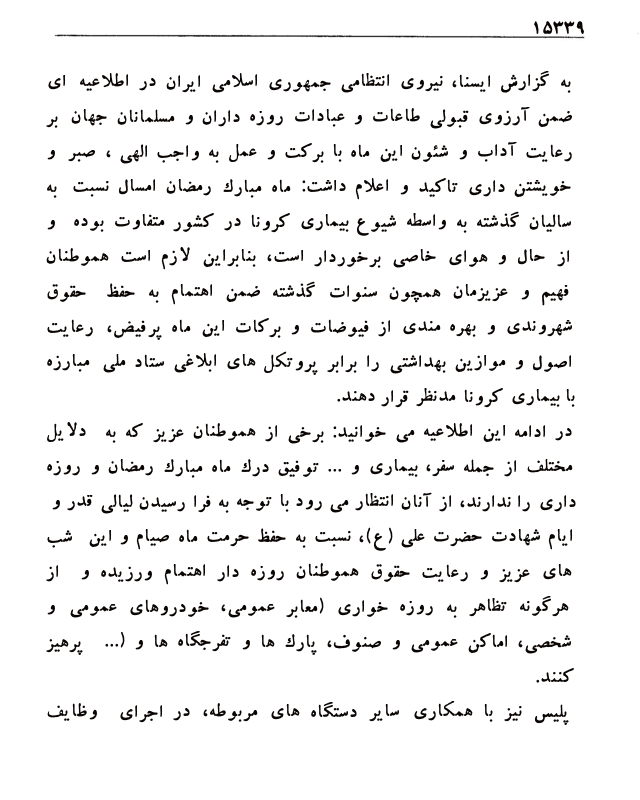 ۱۵۳۳۹
به گزارش ایسنا، نیروی انتظامی جمهوری اسلامی ایران در اطلاعیه ای
ضمن آرزوی قبولی طاعات و عبادات روزه داران و مسلمانان جهان بر
رعایت آداب و شئون این ماه با برکت و عمل به واجب الهی ، صبر و
خویشتن داری تاکید و اعلام داشت: ماه مبارك رمضان امسال نسبت به
سالیان گذشته به واسطه شیوع بیماری کرونا در کشور متفاوت بوده و
از حال و هوای خاصی برخوردار است، بنابراین لازم است هموطنان
فهیم و عزیزمان همچون سنوات گذشته ضمن اهتمام به حفظ حقوق
شهروندی و بهره مندی از فیوضات و برکات این ماه پرفیض، رعایت
اصول و موازین بهداشتی را برابر پروتکل های ابلاغی ستاد ملی مبارزه
با بیماری کرونا مدنظر قرار دهند.
در ادامه این اطلاعیه می خوانید: برخی از هموطنان عزیز که به دلایل
مختلف از جمله سفر، بیماری و ... توفیق درك ماه مبارك رمضان و روزه
داری را ندارند، از آنان انتظار می رود با توجه به فرا رسیدن لیالی قدر و
ایام شهادت حضرت علی (ع)، نسبت به حفظ حرمت ماه صیام و این شب
های عزیز و رعایت حقوق هموطنان روزه دار اهتمام ورزیده و از
هرگونه تظاهر به روزه خواری (معابر عمومی، خودروهای عمومی و
شخصی، اماکن عمومی و صنوف، پارك ها و تفرجگاه ها و (... پرهیز
کنند.
پلیس نیز با همکاری سایر دستگاه های مربوطه، در اجرای وظایف